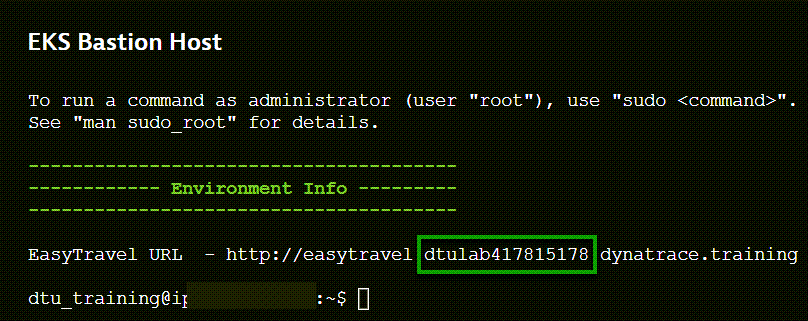 EKS Bastion Host
To run a command as administrator (user "root"), use "sudo <command>".
See "man sudo_root" for details.
---------------------------------------
------------ Environment Info ---------
---------------------------------------
EasyTravel URL  - http://easytravel dtulab417815178 dynatrace.training
dtu_training@ip :~$